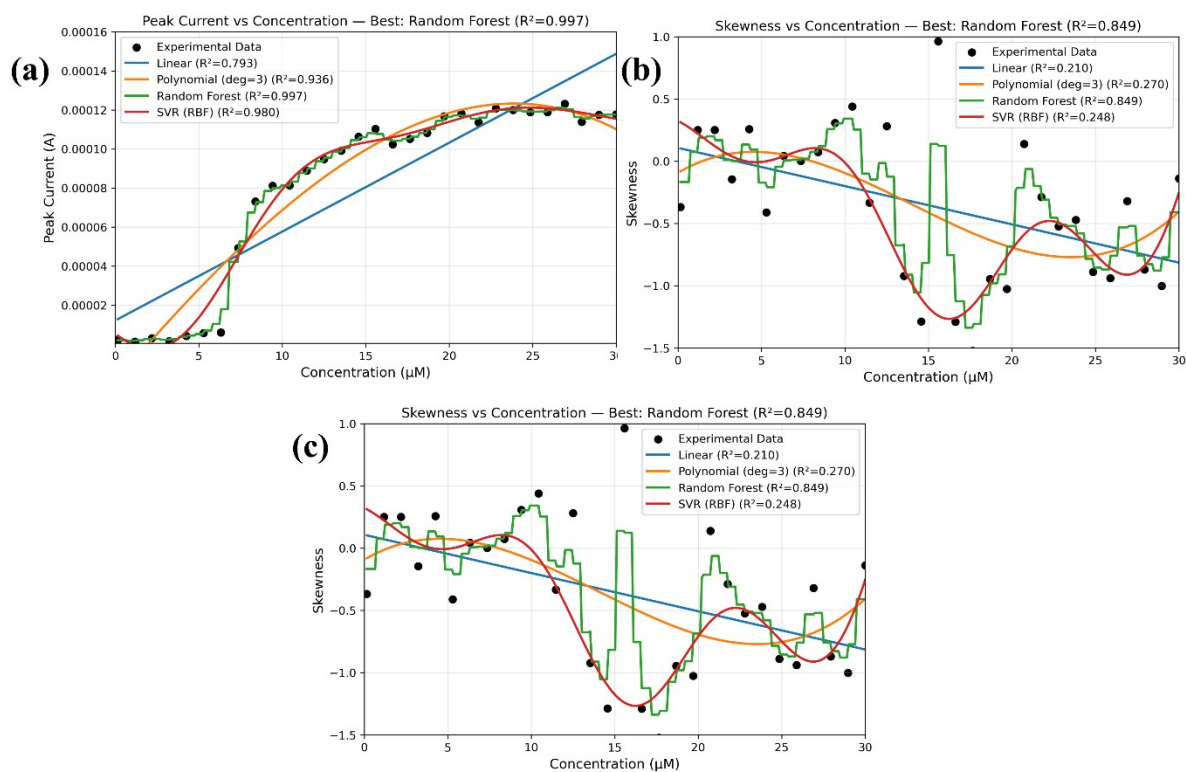 Peak Current vs Concentration — Best: Random Forest (R²=0.997)
(a)
0.00016
0.00014
0.00012
0.00010
0.00008
0.00006
0.00004
0.00002
Peak Current (A)
Experimental Data
Linear (R²=0.793)
Polynomial (deg=3) (R²=0.936)
Random Forest (R²=0.997)
SVR (RBF) (R²=0.980)
0 5 10 15 20 25 30
Concentration (μM)
Skewness vs Concentration — Best: Random Forest (R²=0.849)
(b)
1.0
0.5
0.0
−0.5
−1.0
−1.5
Skewness
Experimental Data
Linear (R²=0.210)
Polynomial (deg=3) (R²=0.270)
Random Forest (R²=0.849)
SVR (RBF) (R²=0.248)
0 5 10 15 20 25 30
Concentration (μM)
Skewness vs Concentration — Best: Random Forest (R²=0.849)
(c)
1.0
0.5
0.0
−0.5
−1.0
−1.5
Skewness
Experimental Data
Linear (R²=0.210)
Polynomial (deg=3) (R²=0.270)
Random Forest (R²=0.849)
SVR (RBF) (R²=0.248)
0 5 10 15 20 25 30
Concentration (μM)